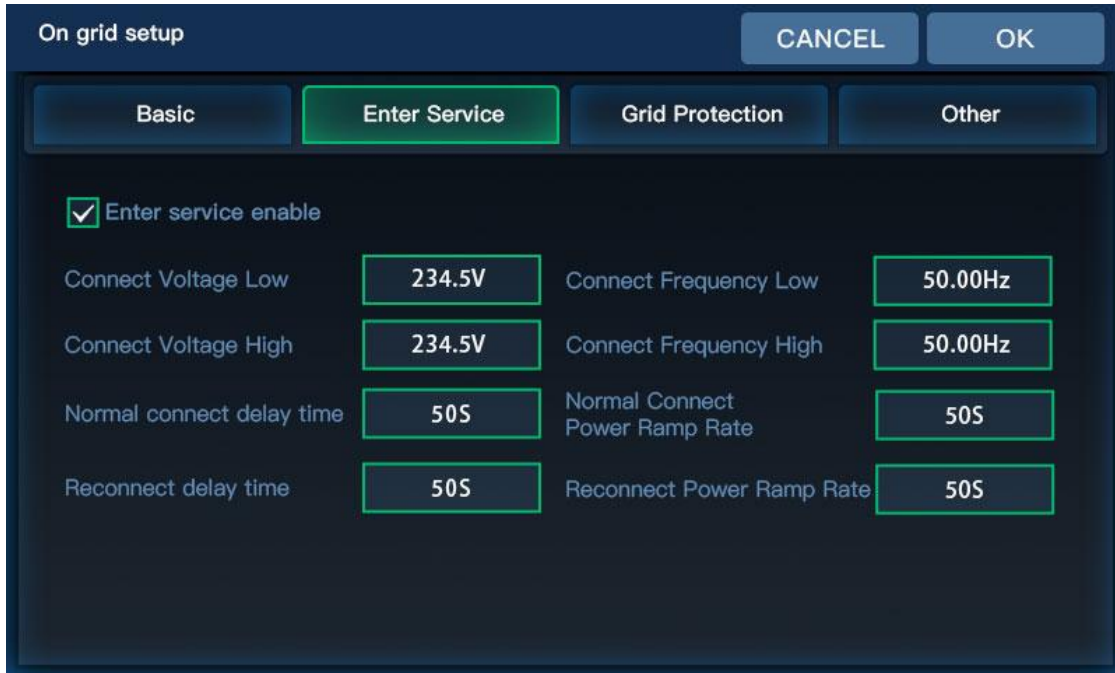 On grid setup CANCEL OK
Basic Enter Service Grid Protection Other
Enter service enable
Connect Voltage Low 234.5V Connect Frequency Low 50.00Hz
Connect Voltage High 234.5V Connect Frequency High 50.00Hz
Normal connect delay time 50S Normal Connect
Power Ramp Rate 50S
Reconnect delay time 50S Reconnect Power Ramp Rate 50S